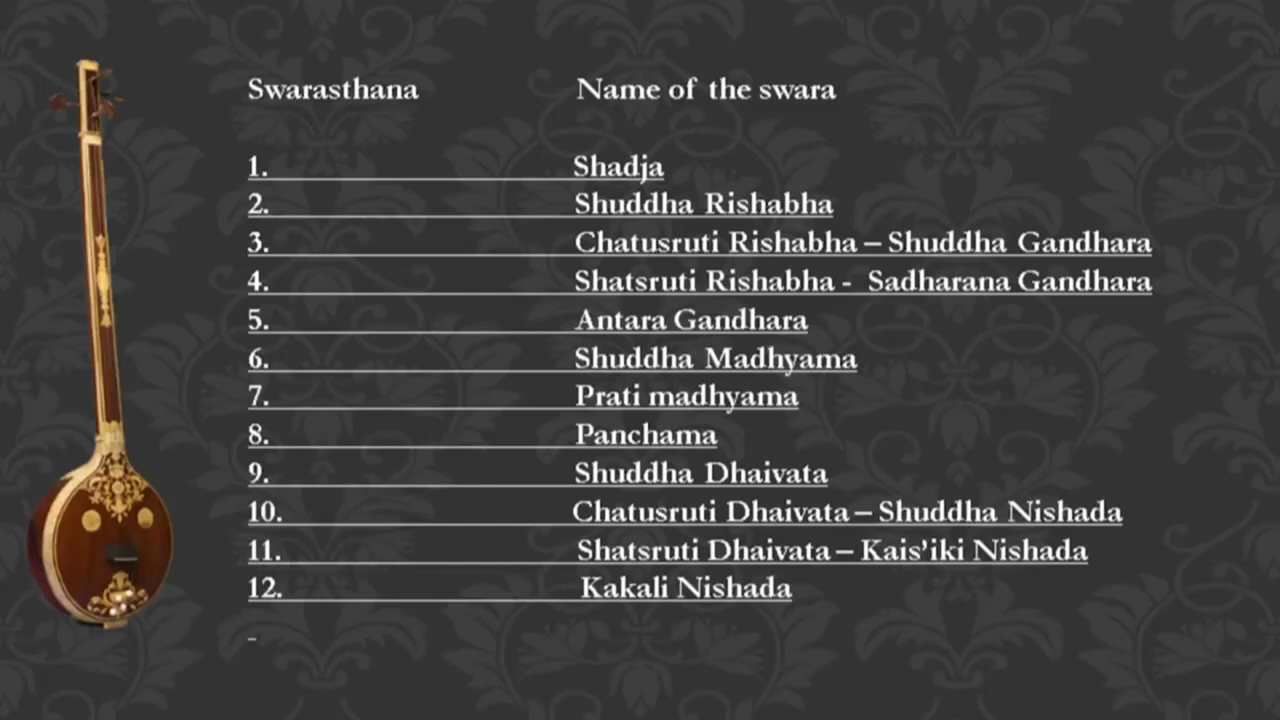 Swarasthana Name of the swara
1. Shadja
2. Shuddha Rishabha
3. Chatusruti Rishabha – Shuddha Gandhara
4. Shatsruti Rishabha - Sadharana Gandhara
5. Antara Gandhara
6. Shuddha Madhyama
7. Prati madhyama
8. Panchama
9. Shuddha Dhaivata
10. Chatusruti Dhaivata – Shuddha Nishada
11. Shatsruti Dhaivata – Kais’iki Nishada
12. Kakali Nishada